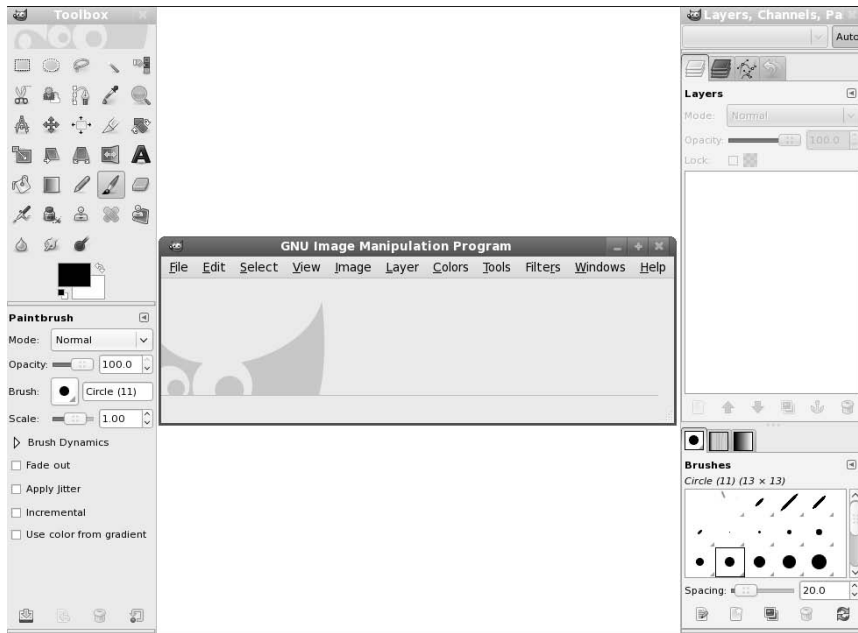 Toolbox
Paintbrush
Mode: Normal
Opacity: 100.0
Brush: Circle (11)
Scale: 1.00
Brush Dynamics
Fade out
Apply Jitter
Incremental
Use color from gradient
GNU Image Manipulation Program
File Edit Select View Image Layer Colors Tools Filters Windows Help
Layers, Channels, Pa
Auto
Layers
Mode: Normal
Opacity: 100.0
Lock:
Brushes
Circle (11) (13 × 13)
Spacing: 20.0